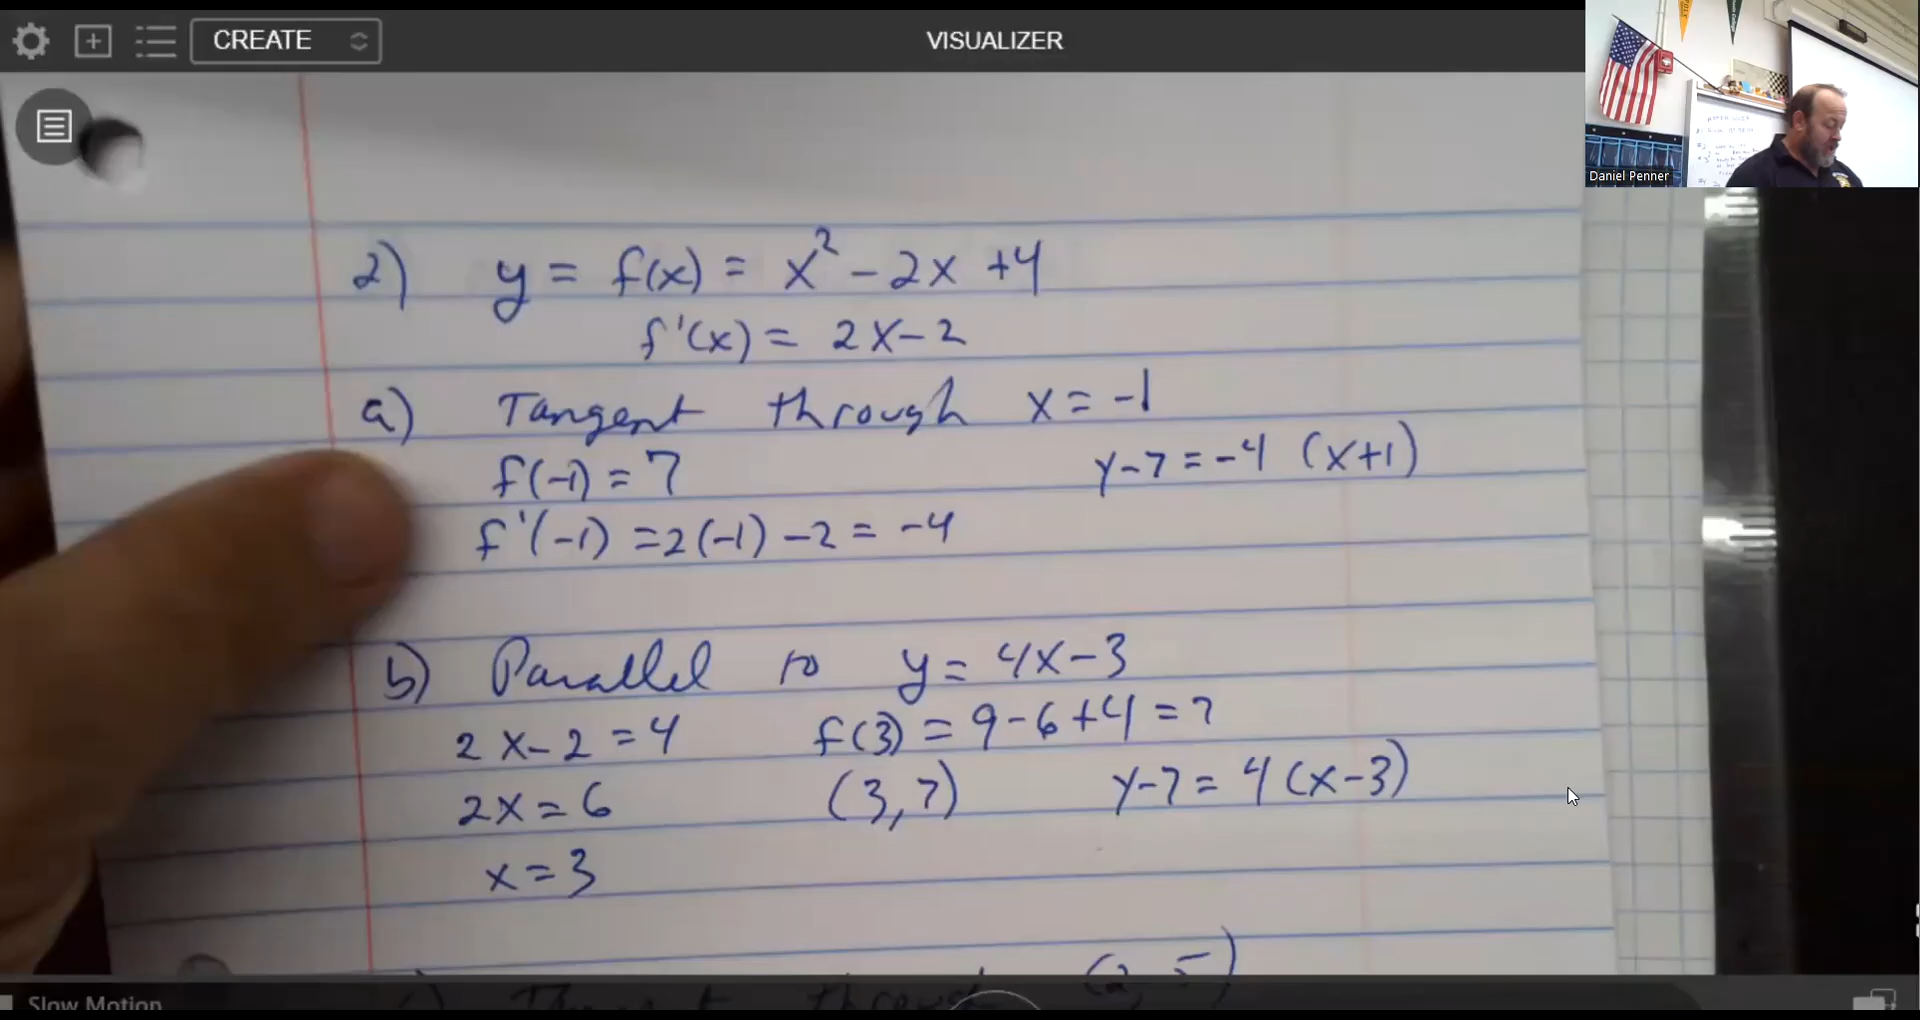 CREATE
VISUALIZER
Daniel Penner
2) y = f(x) = x² - 2x + 4
f'(x) = 2x - 2
a) Tangent through x = -1
f(-1) = 7
y - 7 = -4 (x+1)
f'(-1) = 2(-1) - 2 = -4
b) Parallel to y = 4x - 3
2x - 2 = 4
f(3) = 9 - 6 + 4 = 7
2x = 6
(3, 7)
y - 7 = 4(x - 3)
x = 3
Tangent through
Slow Motion